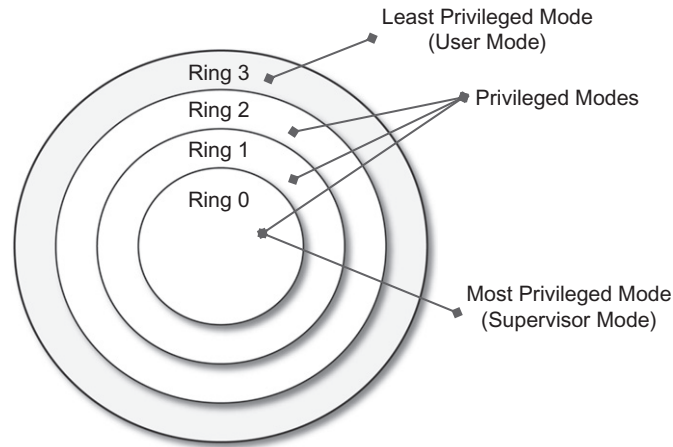 Least Privileged Mode
(User Mode)
Ring 3
Ring 2
Privileged Modes
Ring 1
Ring 0
Most Privileged Mode
(Supervisor Mode)